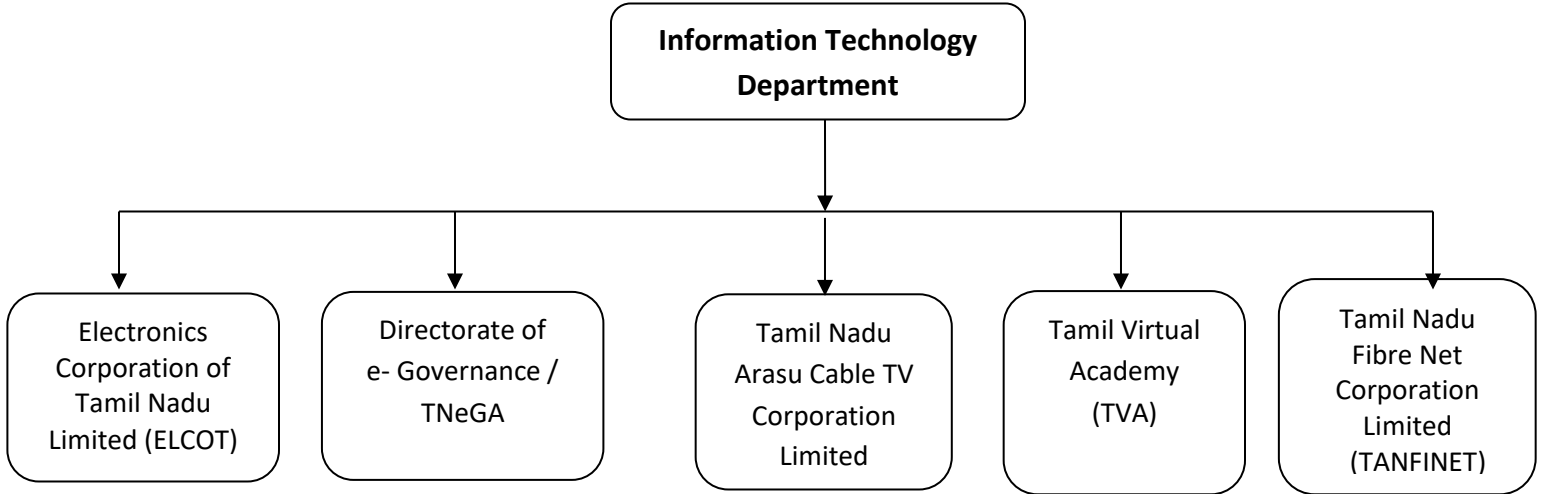 Information Technology
Department
Electronics
Corporation of
Tamil Nadu
Limited (ELCOT)
Directorate of
e- Governance /
TNeGA
Tamil Nadu
Arasu Cable TV
Corporation
Limited
Tamil Virtual
Academy
(TVA)
Tamil Nadu
Fibre Net
Corporation
Limited
(TANFINET)